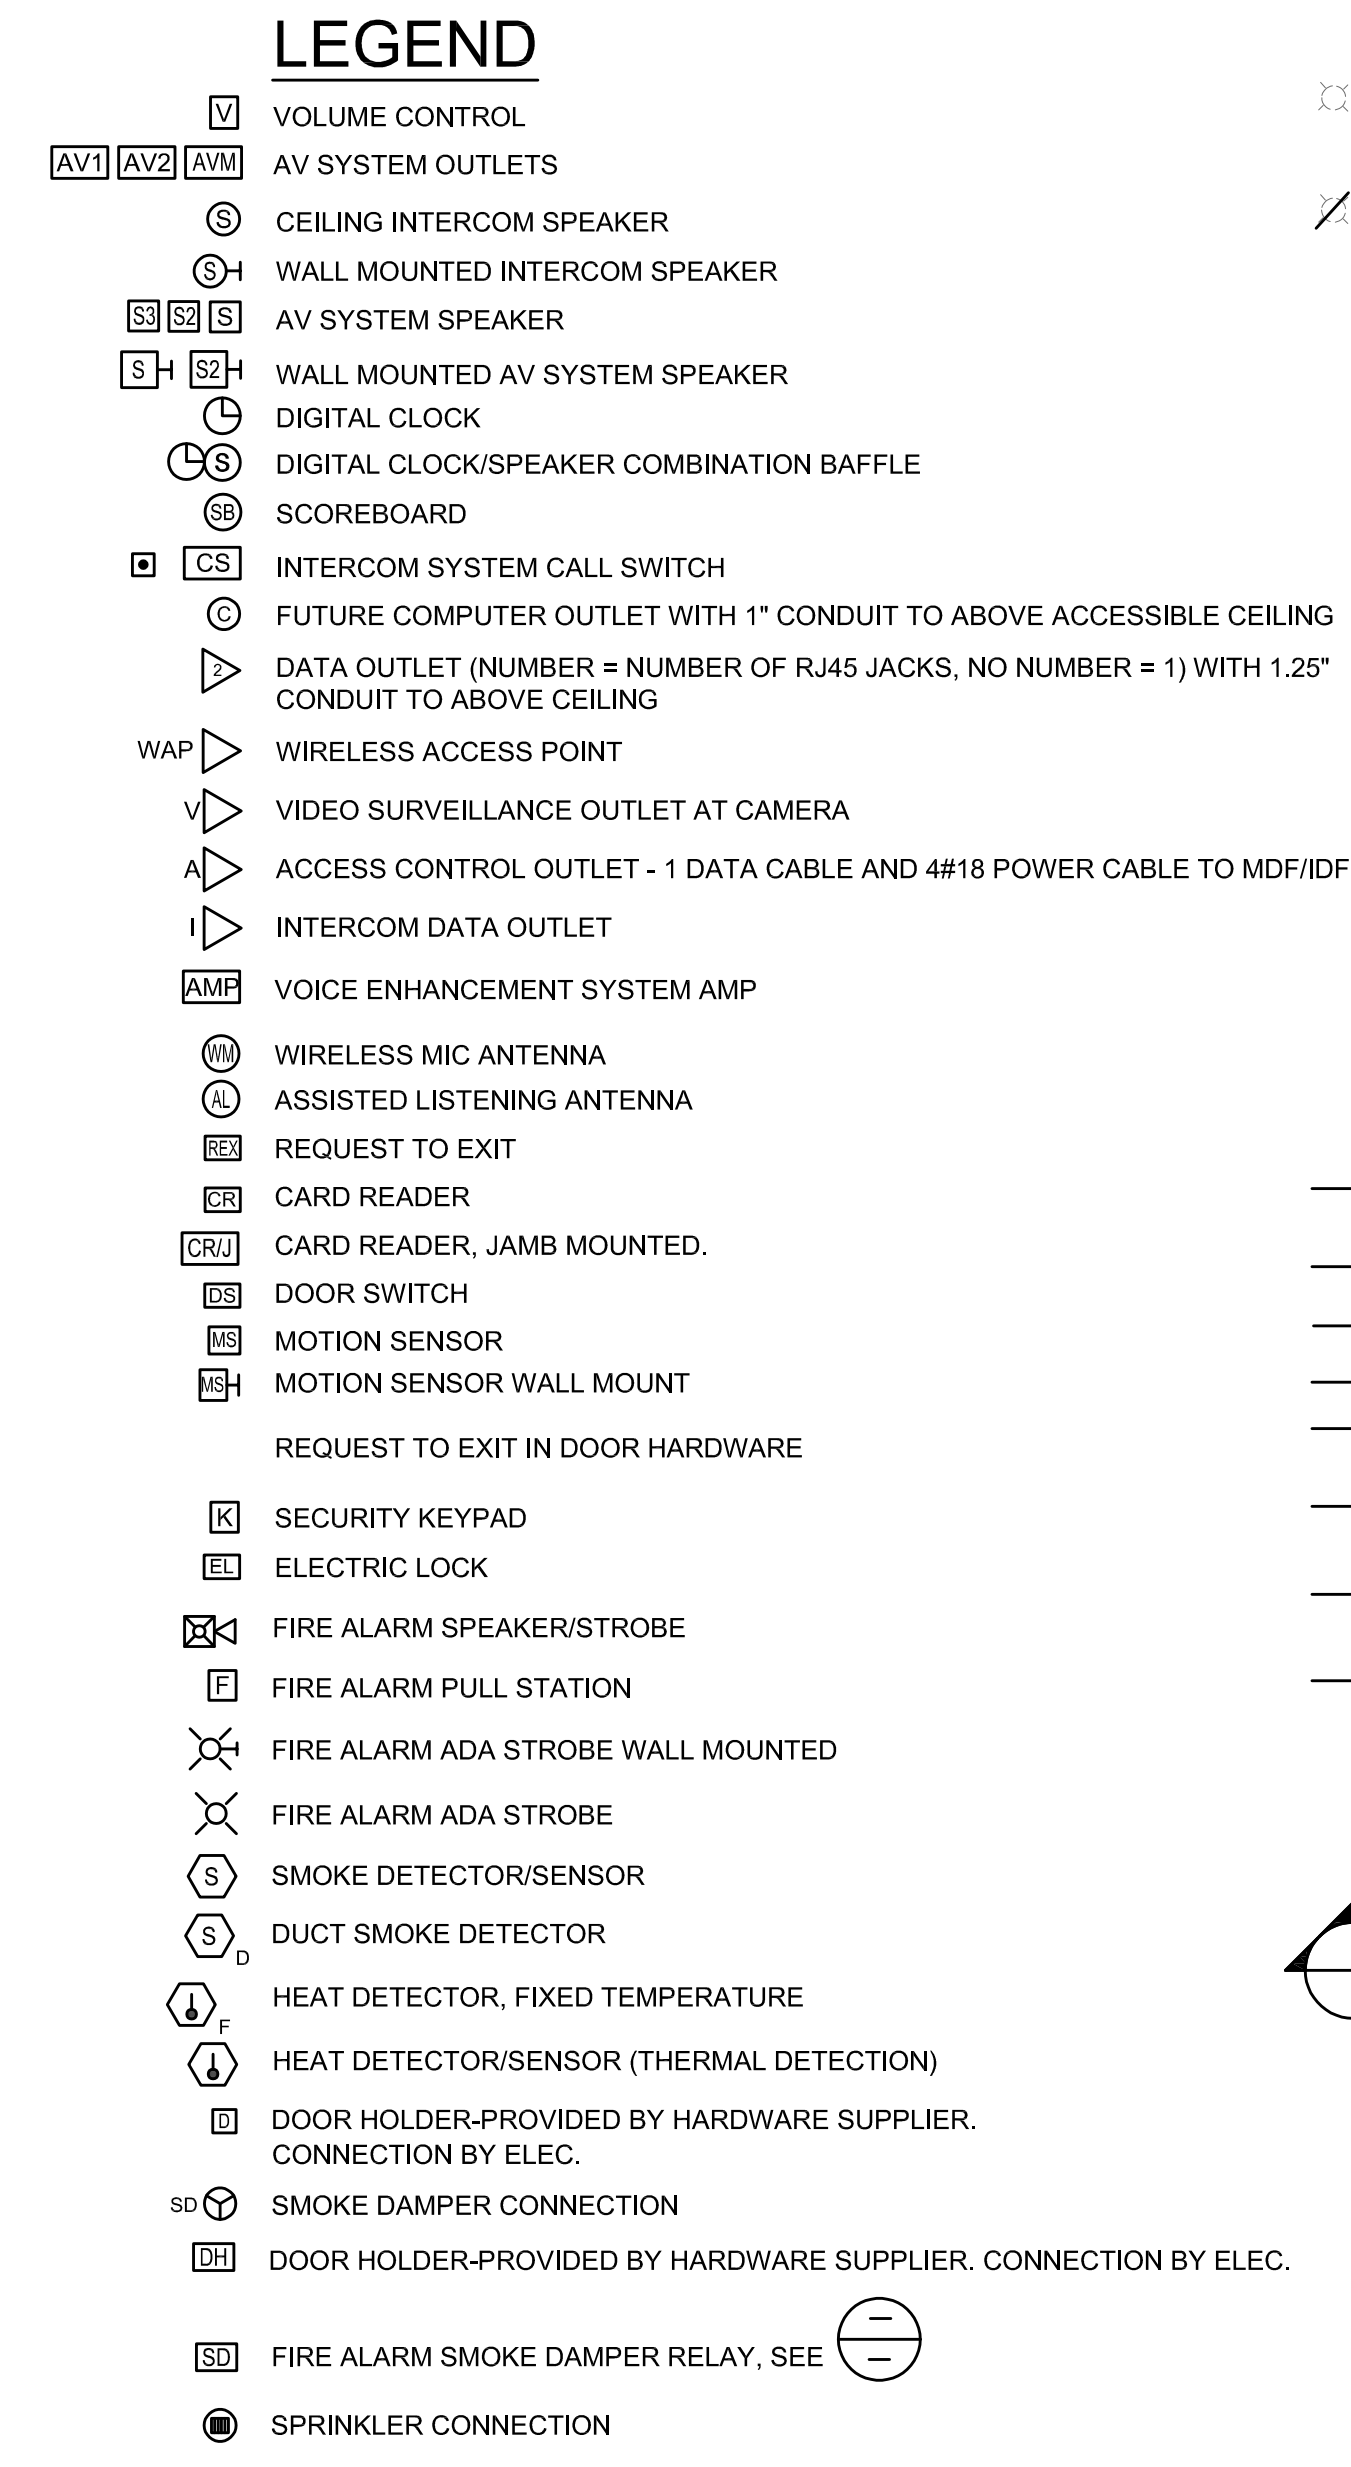 LEGEND
V VOLUME CONTROL
AV1 AV2 AVM AV SYSTEM OUTLETS
S CEILING INTERCOM SPEAKER
S WALL MOUNTED INTERCOM SPEAKER
S3 S2 S AV SYSTEM SPEAKER
S S2 WALL MOUNTED AV SYSTEM SPEAKER
DIGITAL CLOCK
S DIGITAL CLOCK/SPEAKER COMBINATION BAFFLE
SB SCOREBOARD
CS INTERCOM SYSTEM CALL SWITCH
C FUTURE COMPUTER OUTLET WITH 1" CONDUIT TO ABOVE ACCESSIBLE CEILING
2 DATA OUTLET (NUMBER = NUMBER OF RJ45 JACKS, NO NUMBER = 1) WITH 1.25"
CONDUIT TO ABOVE CEILING
WAP WIRELESS ACCESS POINT
V VIDEO SURVEILLANCE OUTLET AT CAMERA
A ACCESS CONTROL OUTLET - 1 DATA CABLE AND 4#18 POWER CABLE TO MDF/IDF
I INTERCOM DATA OUTLET
AMP VOICE ENHANCEMENT SYSTEM AMP
WM WIRELESS MIC ANTENNA
AL ASSISTED LISTENING ANTENNA
REX REQUEST TO EXIT
CR CARD READER
CR/J CARD READER, JAMB MOUNTED.
DS DOOR SWITCH
MS MOTION SENSOR
MS MOTION SENSOR WALL MOUNT
REQUEST TO EXIT IN DOOR HARDWARE
K SECURITY KEYPAD
EL ELECTRIC LOCK
FIRE ALARM SPEAKER/STROBE
F FIRE ALARM PULL STATION
FIRE ALARM ADA STROBE WALL MOUNTED
FIRE ALARM ADA STROBE
S SMOKE DETECTOR/SENSOR
S D DUCT SMOKE DETECTOR
F HEAT DETECTOR, FIXED TEMPERATURE
HEAT DETECTOR/SENSOR (THERMAL DETECTION)
D DOOR HOLDER-PROVIDED BY HARDWARE SUPPLIER.
CONNECTION BY ELEC.
SD SMOKE DAMPER CONNECTION
DH DOOR HOLDER-PROVIDED BY HARDWARE SUPPLIER. CONNECTION BY ELEC.
SD FIRE ALARM SMOKE DAMPER RELAY, SEE
SPRINKLER CONNECTION